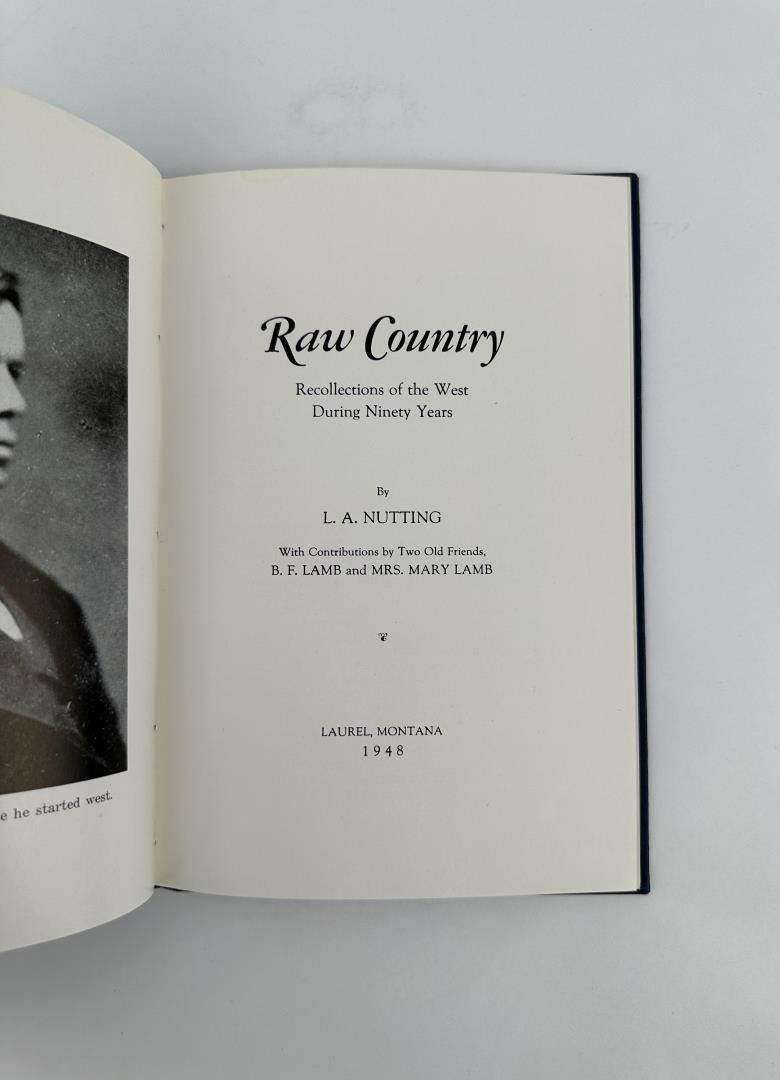 e he started west.
Raw Country
Recollections of the West
During Ninety Years
By
L. A. NUTTING
With Contributions by Two Old Friends,
B. F. LAMB and MRS. MARY LAMB
LAUREL, MONTANA
1948